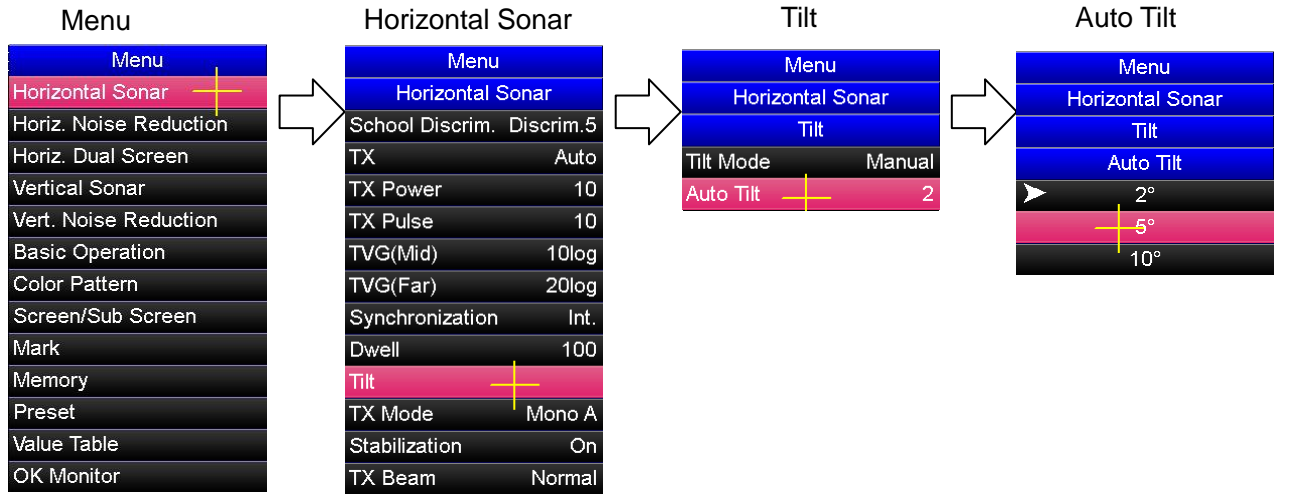 Menu
Menu
Horizontal Sonar
Horiz. Noise Reduction
Horiz. Dual Screen
Vertical Sonar
Vert. Noise Reduction
Basic Operation
Color Pattern
Screen/Sub Screen
Mark
Memory
Preset
Value Table
OK Monitor
Horizontal Sonar
Menu
Horizontal Sonar
School Discrim. Discrim.5
TX Auto
TX Power 10
TX Pulse 10
TVG(Mid) 10log
TVG(Far) 20log
Synchronization Int.
Dwell 100
Tilt
TX Mode Mono A
Stabilization On
TX Beam Normal
Tilt
Menu
Horizontal Sonar
Tilt
Tilt Mode Manual
Auto Tilt 2
Auto Tilt
Menu
Horizontal Sonar
Tilt
Auto Tilt
2°
5°
10°